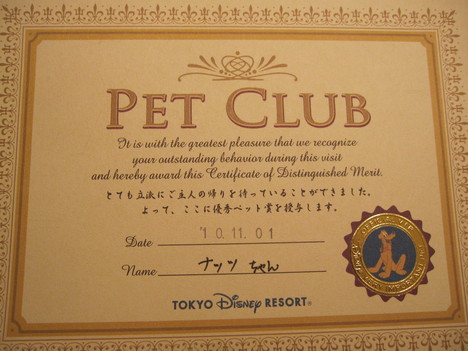 PET CLUB
It is with the greatest pleasure that we recognize
your outstanding behavior during this visit
and hereby award this Certificate of Distinguished Merit.
とても立派にご主人の帰りを待っていることができました。
よって、ここに優秀ペット賞を授与します。
Date '10.11.01
Name ナッツ ちゃん
TOKYO Disney RESORT®